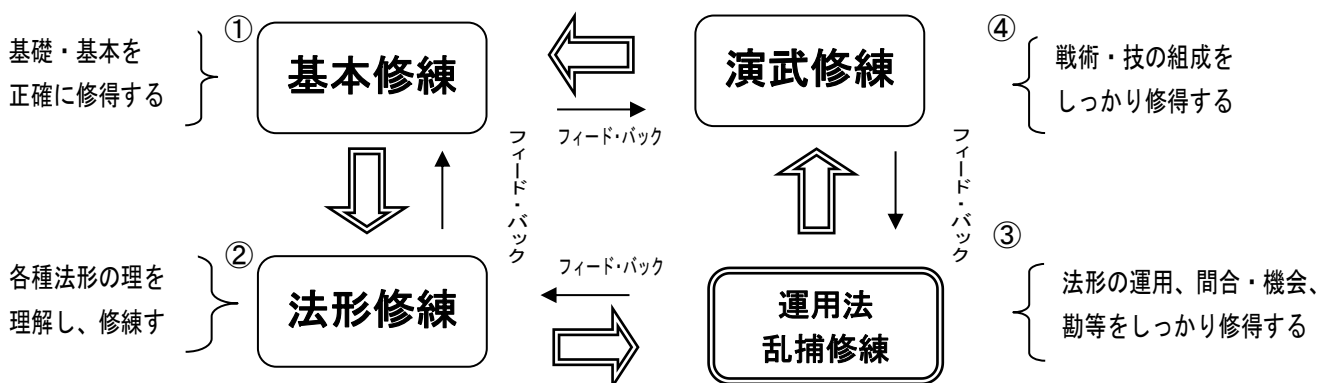 ①
基礎・基本を
正確に修得する
基本修練
フィード・バック
演武修練
④
戦術・技の組成を
しっかり修得する
フィード・バック
フィード・バック
②
各種法形の理を
理解し、修練す
法形修練
フィード・バック
運用法
乱捕修練
③
法形の運用、間合・機会、
勘等をしっかり修得する